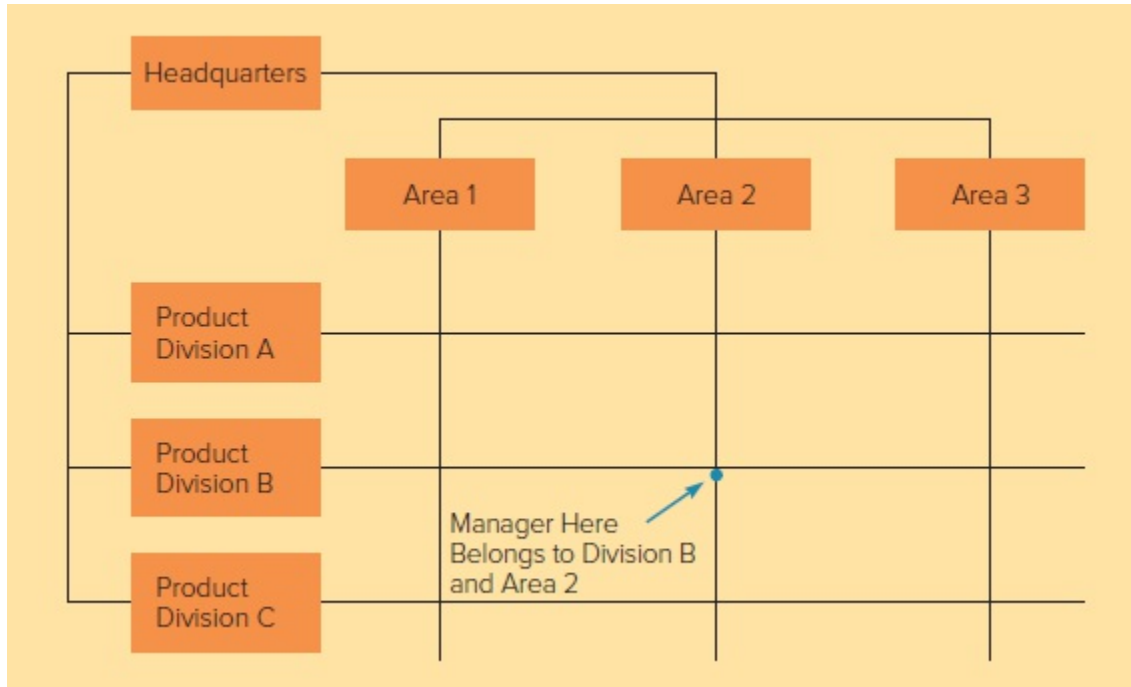 Headquarters
Area 1
Area 2
Area 3
Product
Division A
Product
Division B
Manager Here
Belongs to Division B
and Area 2
Product
Division C